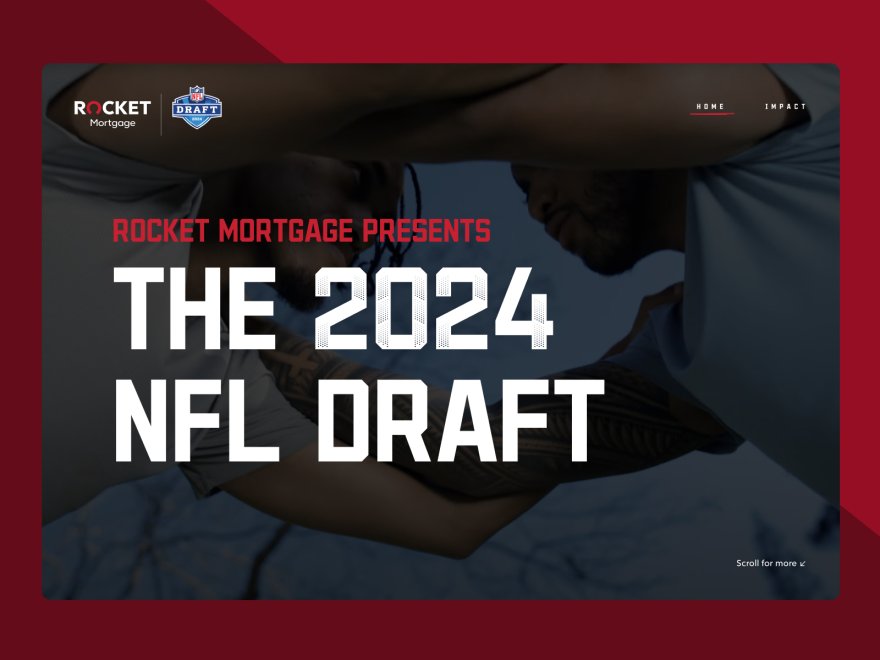 ROCKET
Mortgage
NFL
DRAFT
2024
HOME
IMPACT
ROCKET MORTGAGE PRESENTS
THE 2024
NFL DRAFT
Scroll for more ↙